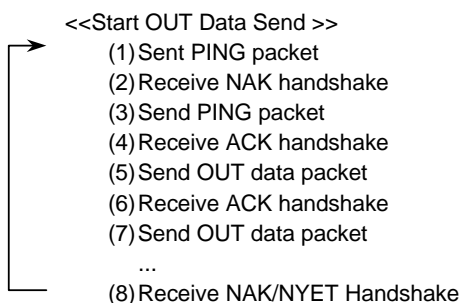 <<Start OUT Data Send >>
(1)Sent PING packet
(2)Receive NAK handshake
(3)Send PING packet
(4)Receive ACK handshake
(5)Send OUT data packet
(6)Receive ACK handshake
(7)Send OUT data packet
...
(8)Receive NAK/NYET Handshake